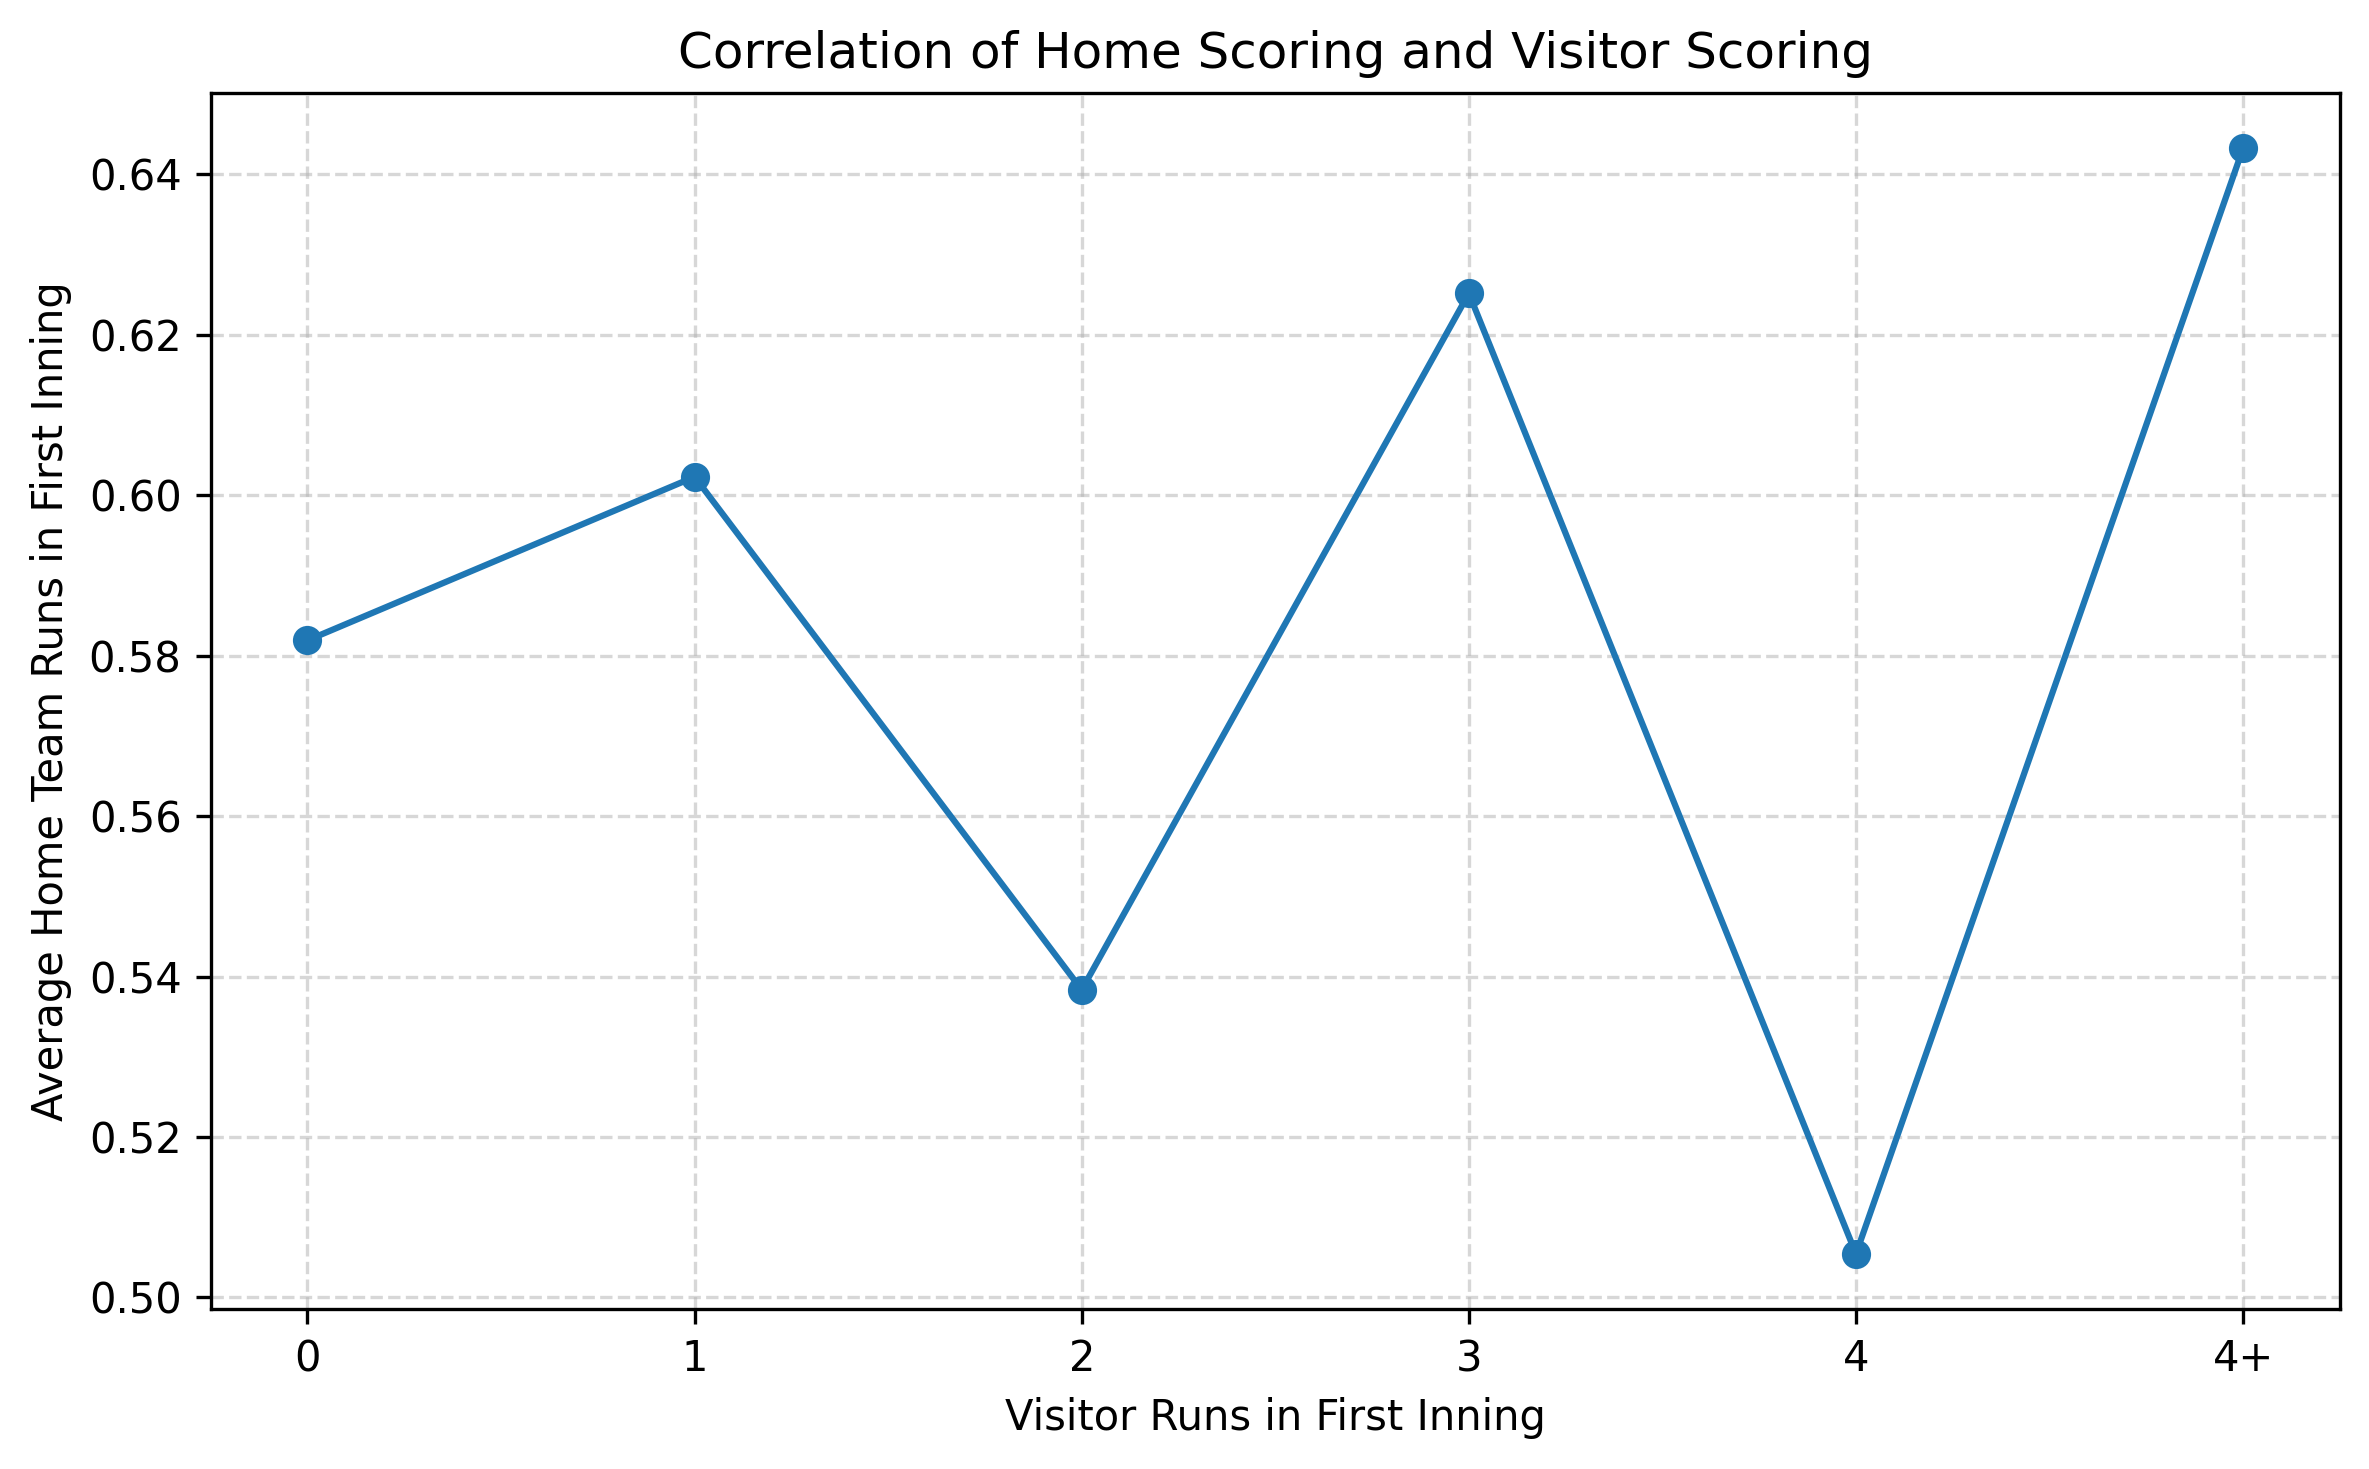 Correlation of Home Scoring and Visitor Scoring
Average Home Team Runs in First Inning
0.64
0.62
0.60
0.58
0.56
0.54
0.52
0.50
0 1 2 3 4 4+
Visitor Runs in First Inning